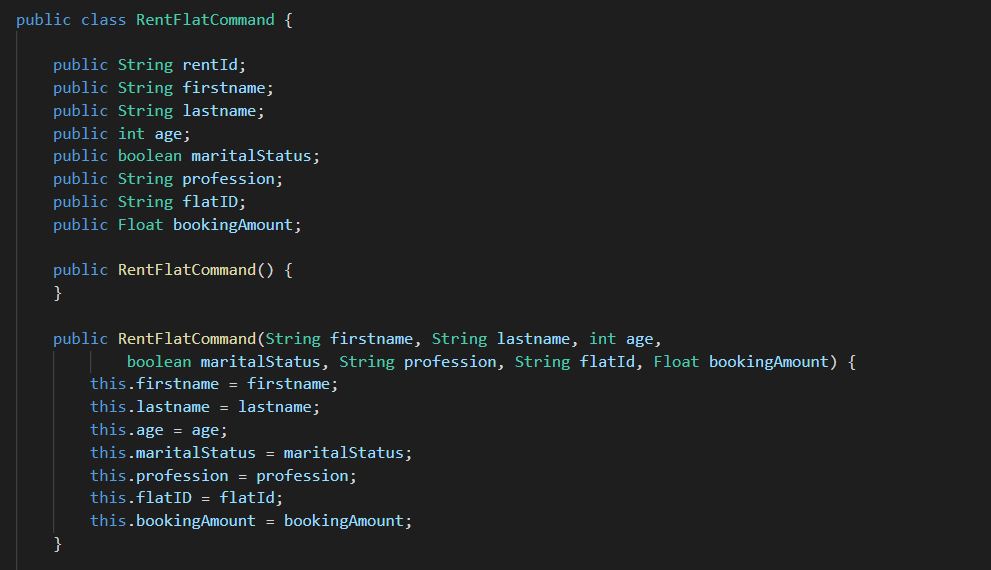 public class RentFlatCommand {
public String rentId;
public String firstname;
public String lastname;
public int age;
public boolean maritalStatus;
public String profession;
public String flatID;
public Float bookingAmount;
public RentFlatCommand() {
}
public RentFlatCommand(String firstname, String lastname, int age,
boolean maritalStatus, String profession, String flatId, Float bookingAmount) {
this.firstname = firstname;
this.lastname = lastname;
this.age = age;
this.maritalStatus = maritalStatus;
this.profession = profession;
this.flatID = flatId;
this.bookingAmount = bookingAmount;
}